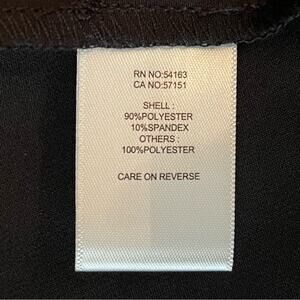 RN NO:54163
CA NO:57151
SHELL :
90%POLYESTER
10%SPANDEX
OTHERS :
100%POLYESTER
CARE ON REVERSE